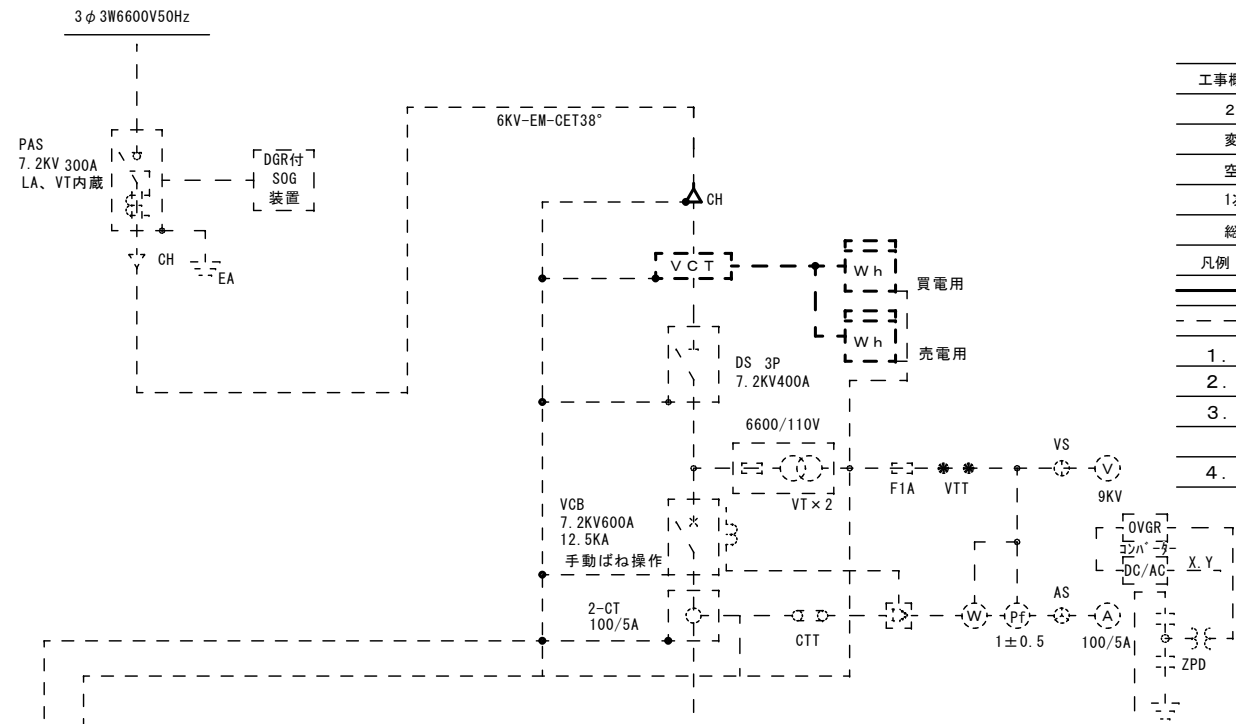 3φ3W6600V50Hz
PAS
7.2KV 300A
LA、VT内蔵
DGR付
SOG
装置
CH
EA
6KV-EM-CET38°
CH
VCT
Wh
買電用
Wh
売電用
DS 3P
7.2KV400A
6600/110V
VT×2
F1A
VTT
VS
V
9KV
VCB
7.2KV600A
12.5KA
手動ばね操作
2-CT
100/5A
CTT
W
Pf
1±0.5
AS
A
100/5A
OVGR
コンバーター
DC/AC
X.Y
ZPD
工事概
2
変
空
1次
総
凡例
1.
2.
3.
4.